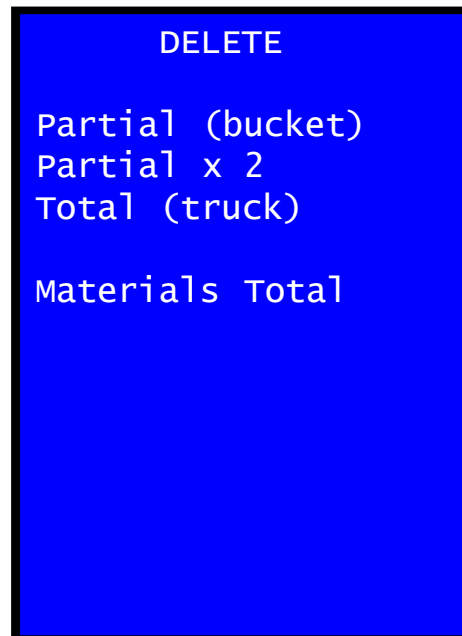 DELETE
Partial (bucket)
Partial x 2
Total (truck)
Materials Total